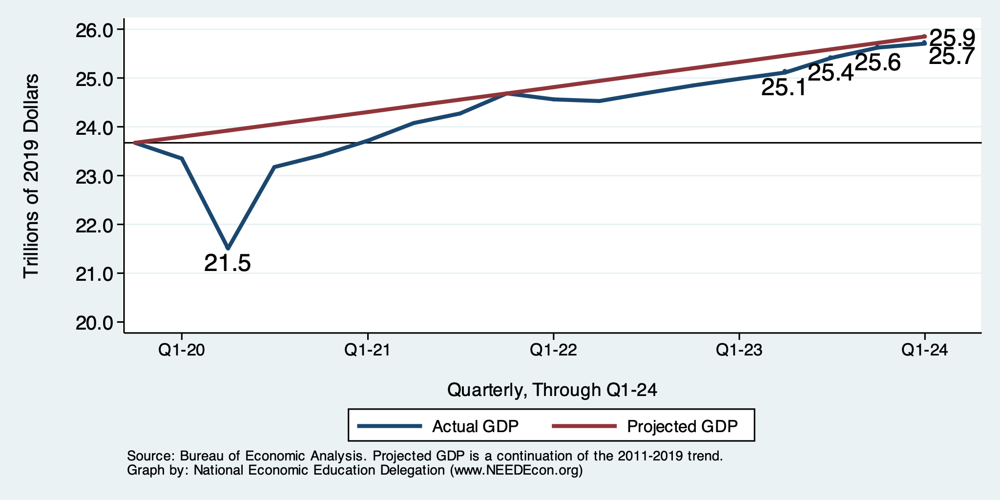 26.0
25.0
24.0
23.0
22.0
21.0
20.0
Trillions of 2019 Dollars
25.9
25.7
25.6
25.4
25.1
21.5
Q1-20 Q1-21 Q1-22 Q1-23 Q1-24
Quarterly, Through Q1-24
Actual GDP Projected GDP
Source: Bureau of Economic Analysis. Projected GDP is a continuation of the 2011-2019 trend.
Graph by: National Economic Education Delegation (www.NEEDEcon.org)